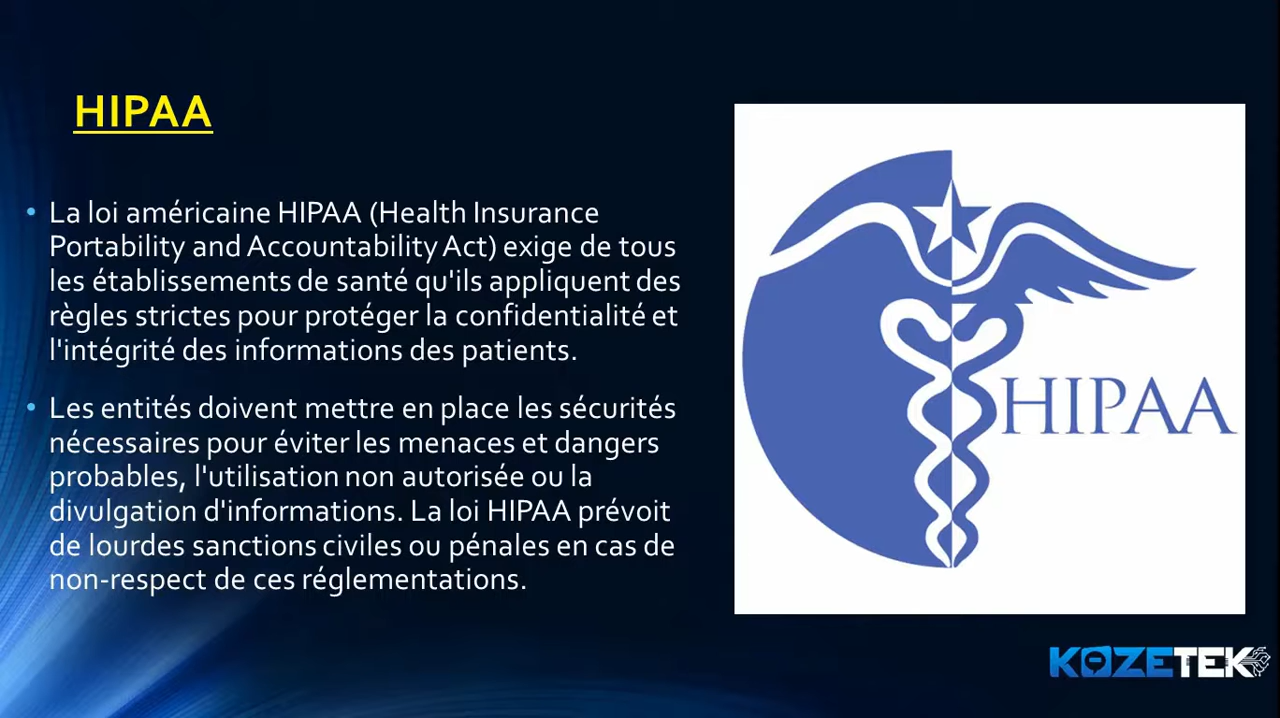 HIPAA
• La loi américaine HIPAA (Health Insurance
Portability and Accountability Act) exige de tous
les établissements de santé qu'ils appliquent des
règles strictes pour protéger la confidentialité et
l'intégrité des informations des patients.
• Les entités doivent mettre en place les sécurités
nécessaires pour éviter les menaces et dangers
probables, l'utilisation non autorisée ou la
divulgation d'informations. La loi HIPAA prévoit
de lourdes sanctions civiles ou pénales en cas de
non-respect de ces réglementations.
HIPAA
KOZETEK